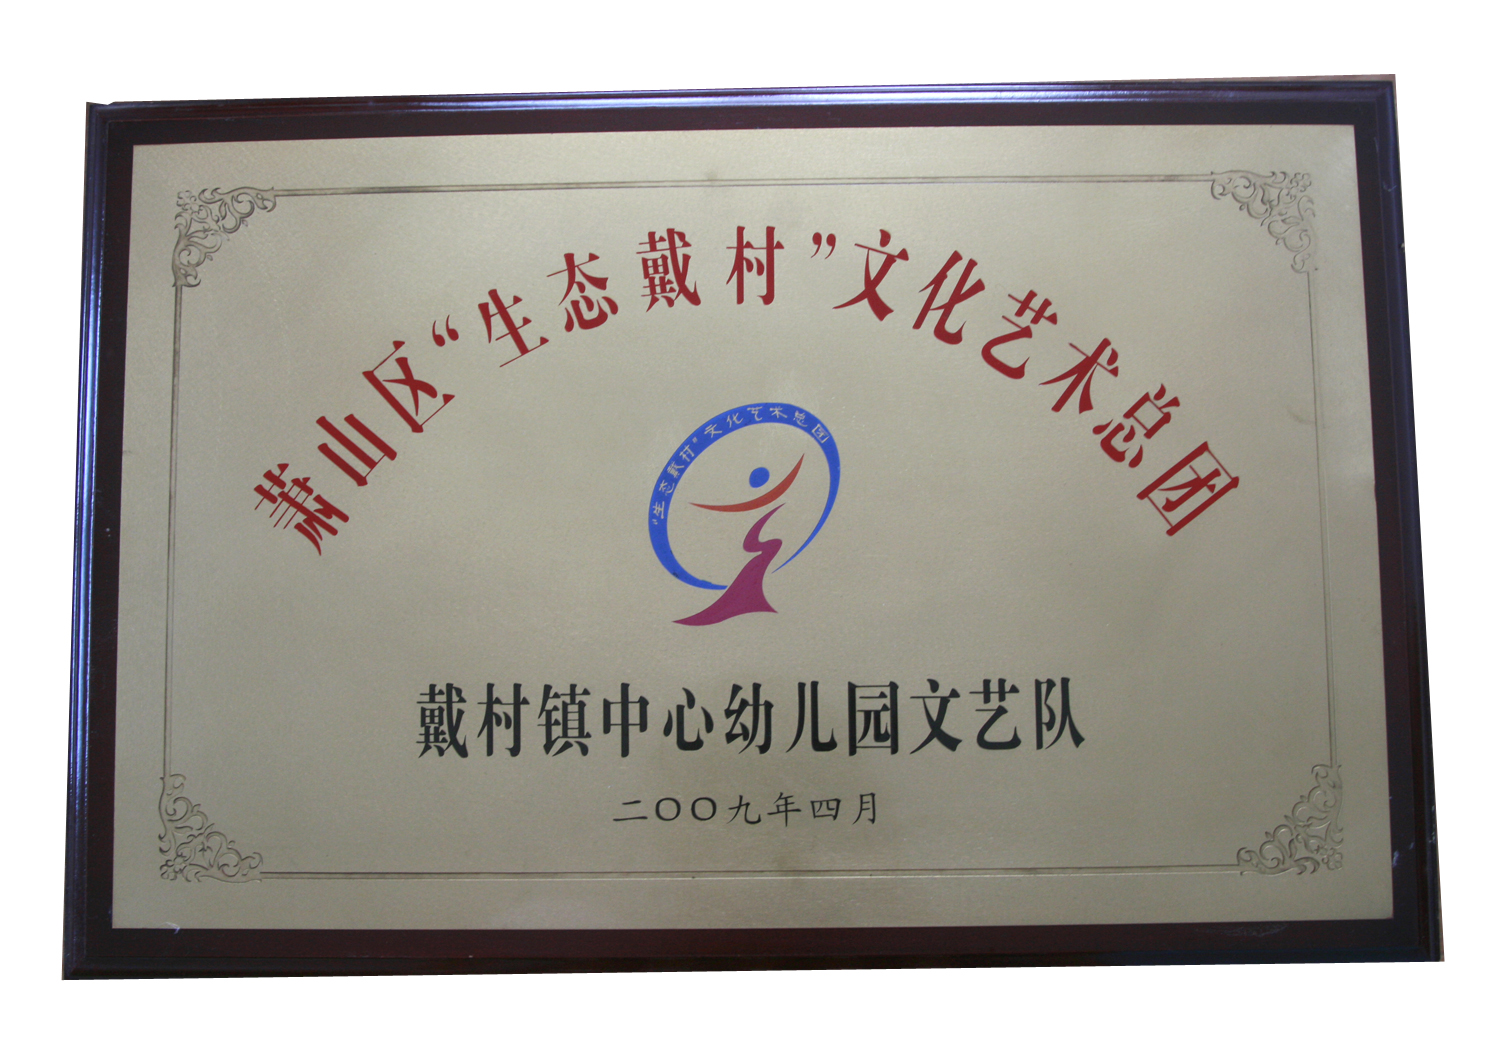 萧山区“生态戴村”文化艺术总团
“生态戴村”文化艺术总团
戴村镇中心幼儿园文艺队
二〇〇九年四月